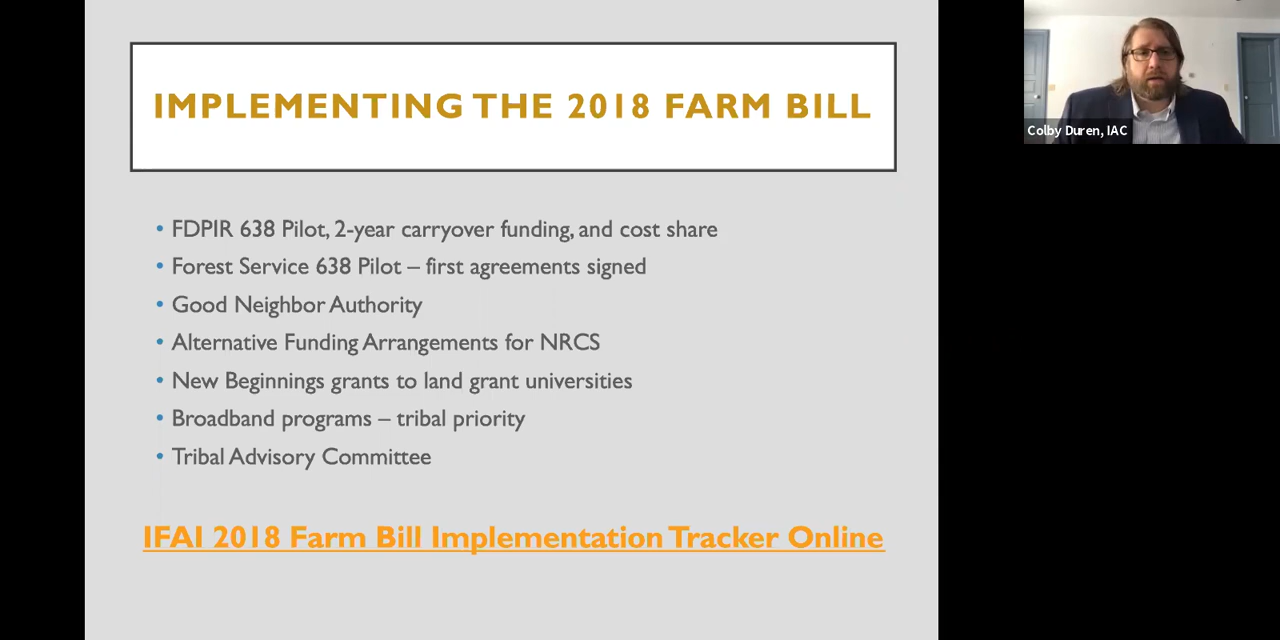 IMPLEMENTING THE 2018 FARM BILL
• FDPIR 638 Pilot, 2-year carryover funding, and cost share
• Forest Service 638 Pilot – first agreements signed
• Good Neighbor Authority
• Alternative Funding Arrangements for NRCS
• New Beginnings grants to land grant universities
• Broadband programs – tribal priority
• Tribal Advisory Committee
IFAI 2018 Farm Bill Implementation Tracker Online
Colby Duren, IAC